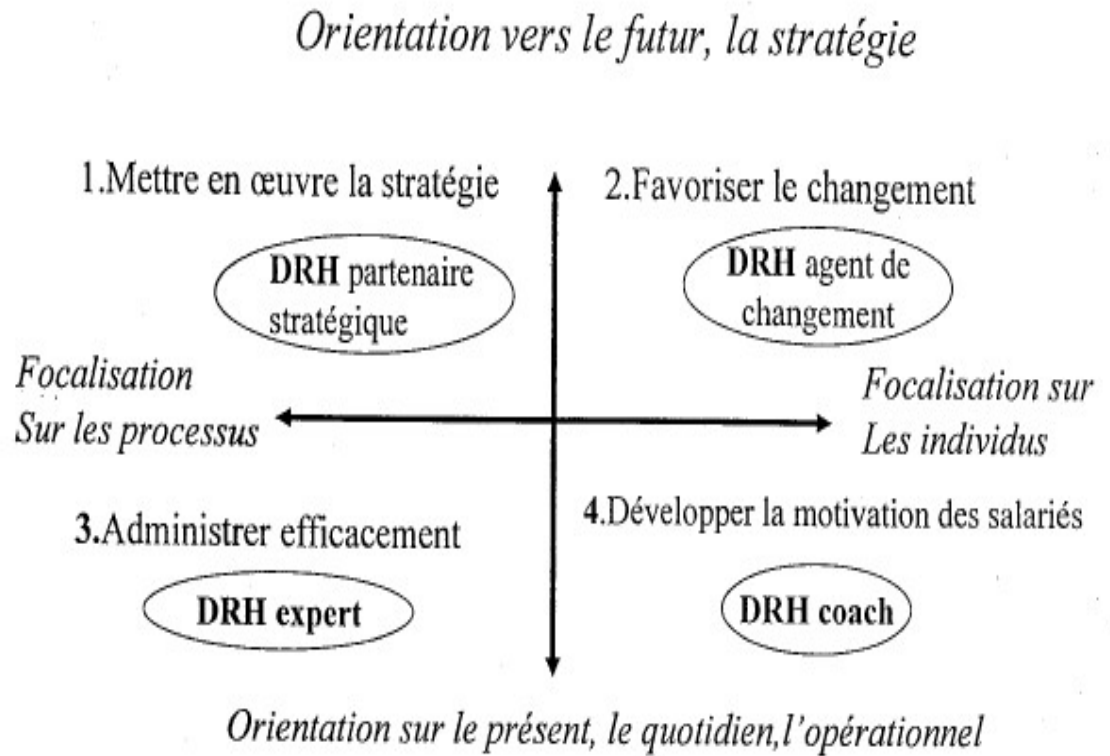 Orientation vers le futur, la stratégie
1.Mettre en œuvre la stratégie
2.Favoriser le changement
DRH partenaire
stratégique
DRH agent de
changement
Focalisation
Sur les processus
Focalisation sur
Les individus
3.Administrer efficacement
4.Développer la motivation des salariés
DRH expert
DRH coach
Orientation sur le présent, le quotidien,l'opérationnel